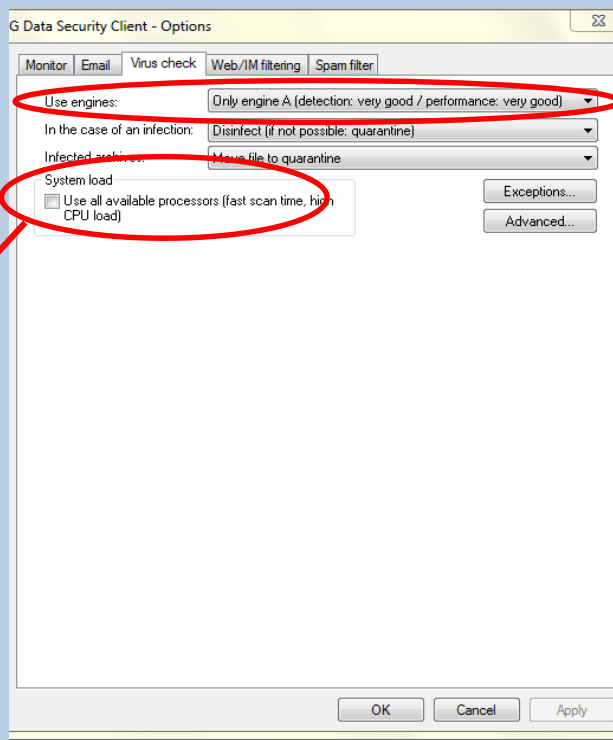 G Data Security Client - Options
Monitor Email Virus check Web/IM filtering Spam filter
Use engines: Only engine A (detection: very good / performance: very good)
In the case of an infection: Disinfect (if not possible: quarantine)
Infected archives: Move file to quarantine
System load
Use all available processors (fast scan time, high
CPU load)
Exceptions...
Advanced...
OK Cancel Apply